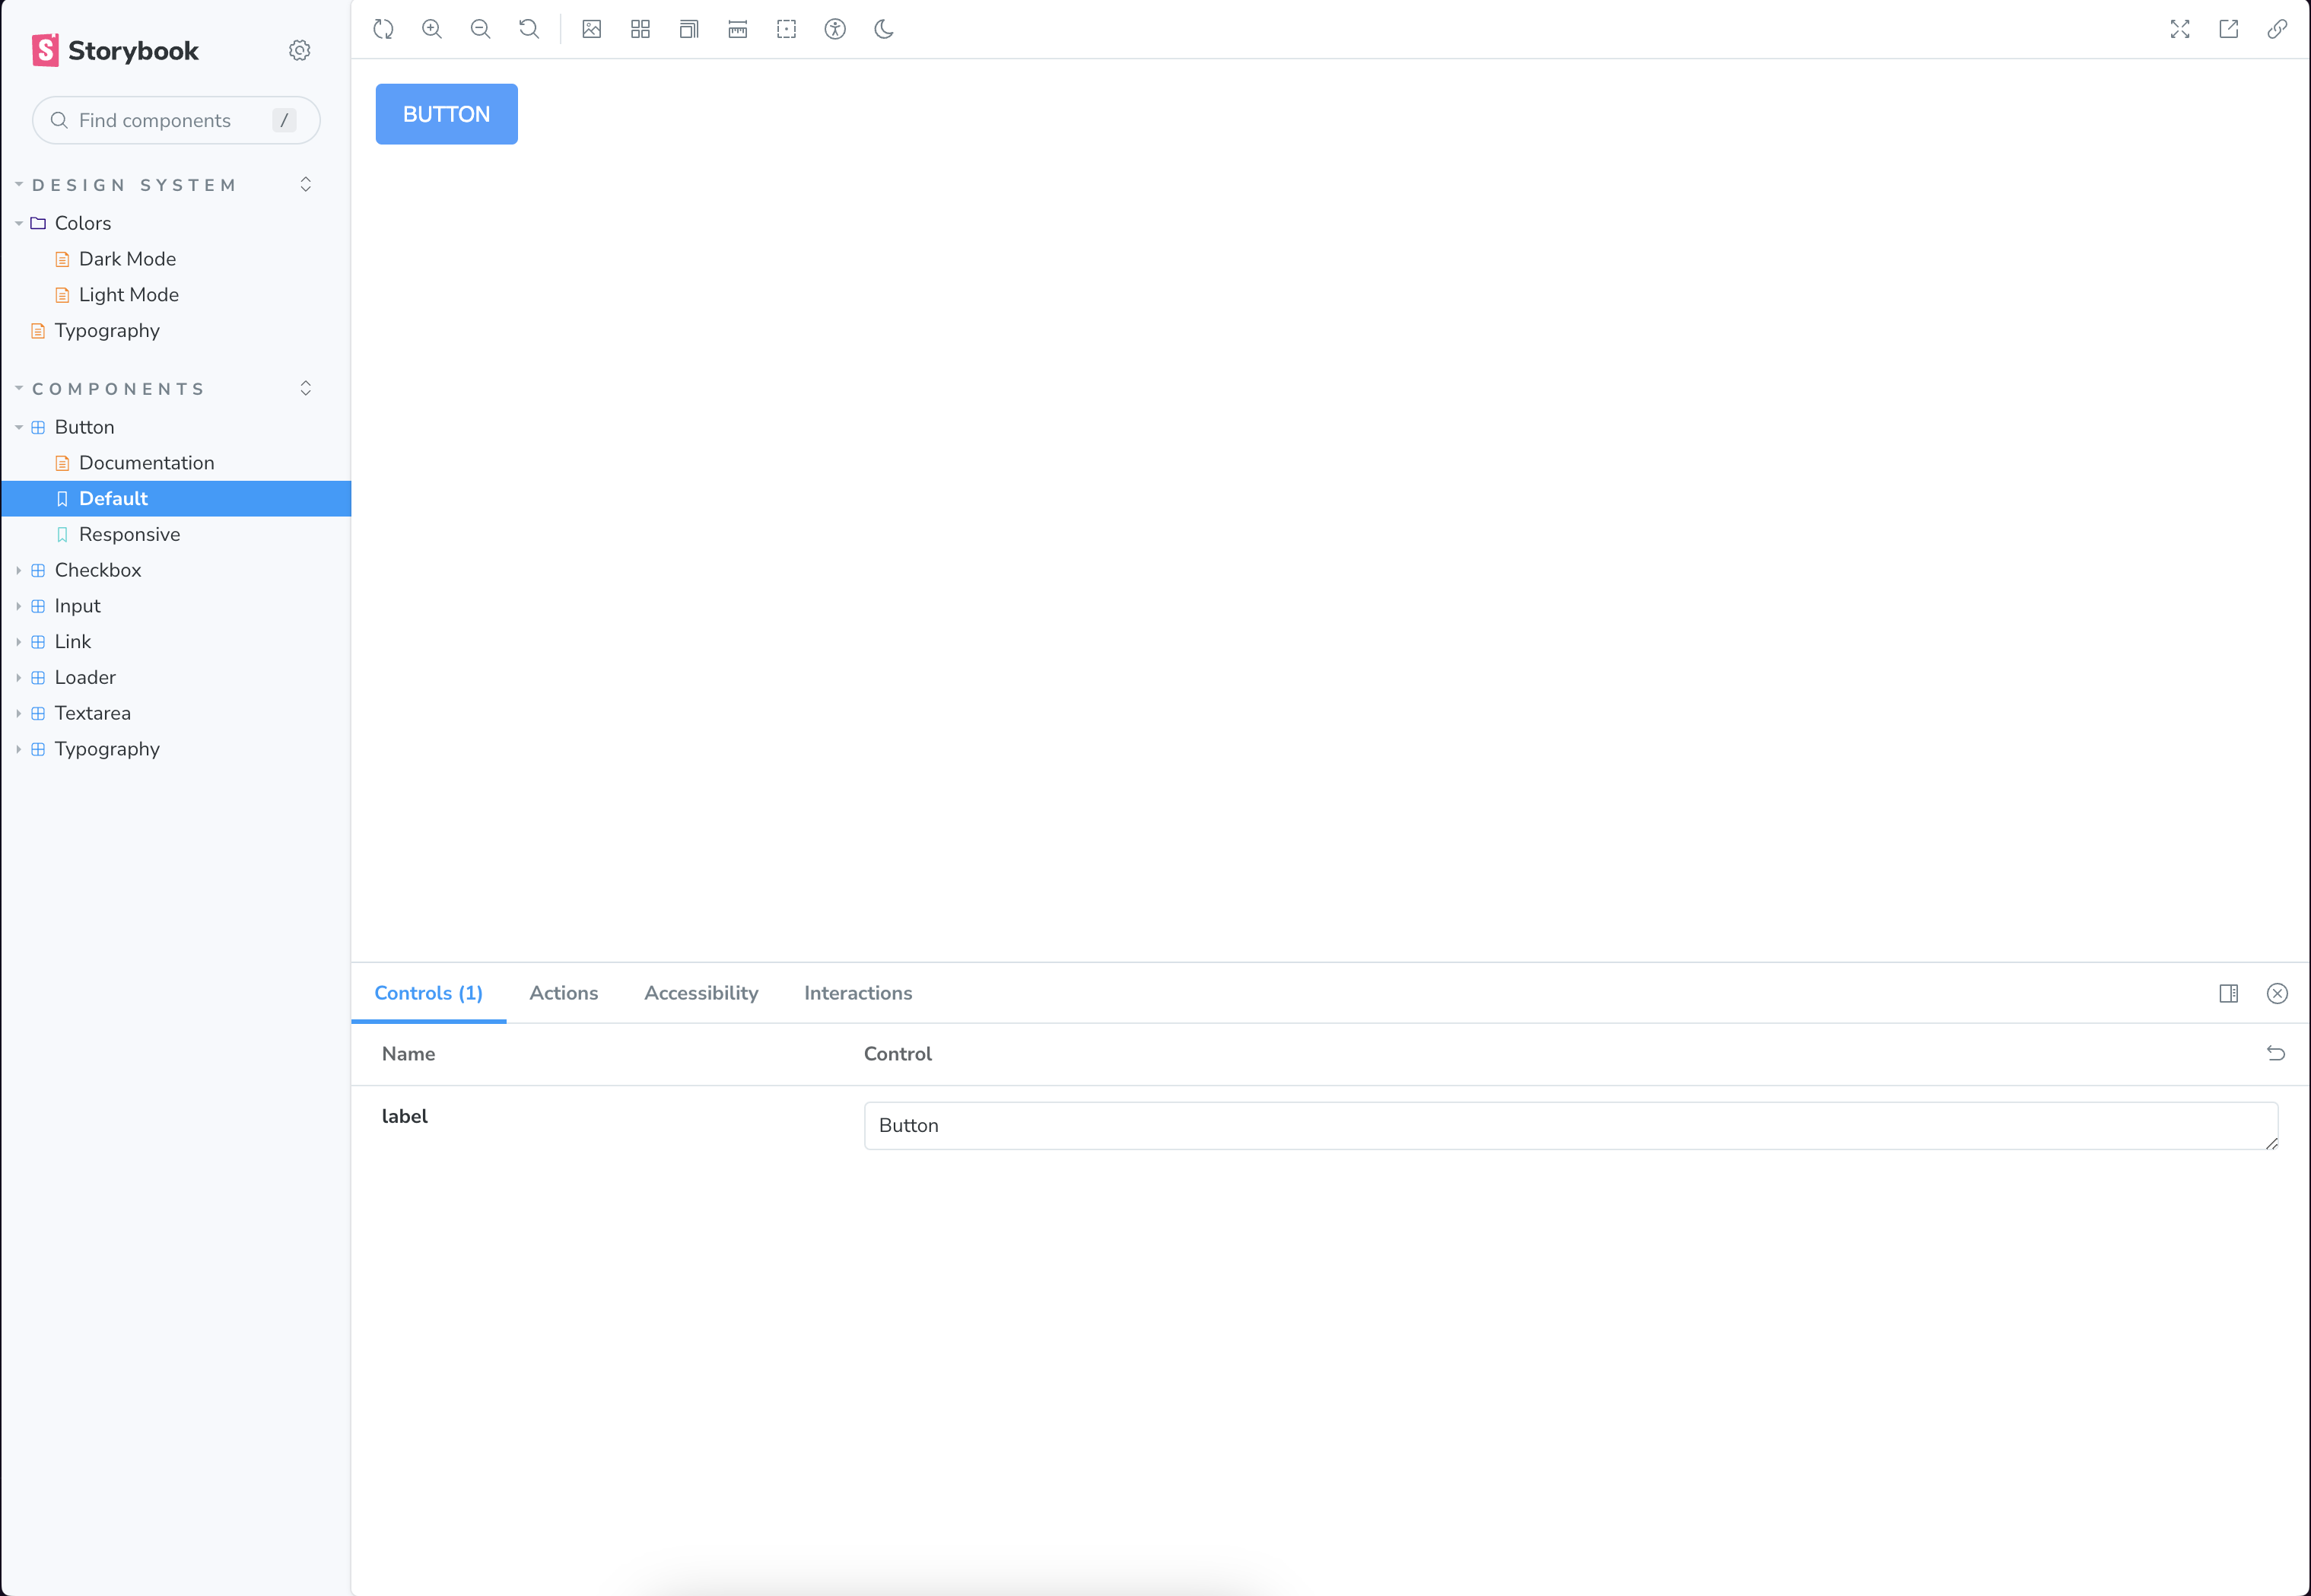 Storybook
Find components /
DESIGN SYSTEM
Colors
Dark Mode
Light Mode
Typography
COMPONENTS
Button
Documentation
Default
Responsive
Checkbox
Input
Link
Loader
Textarea
Typography
BUTTON
Controls (1) Actions Accessibility Interactions
Name Control
label Button